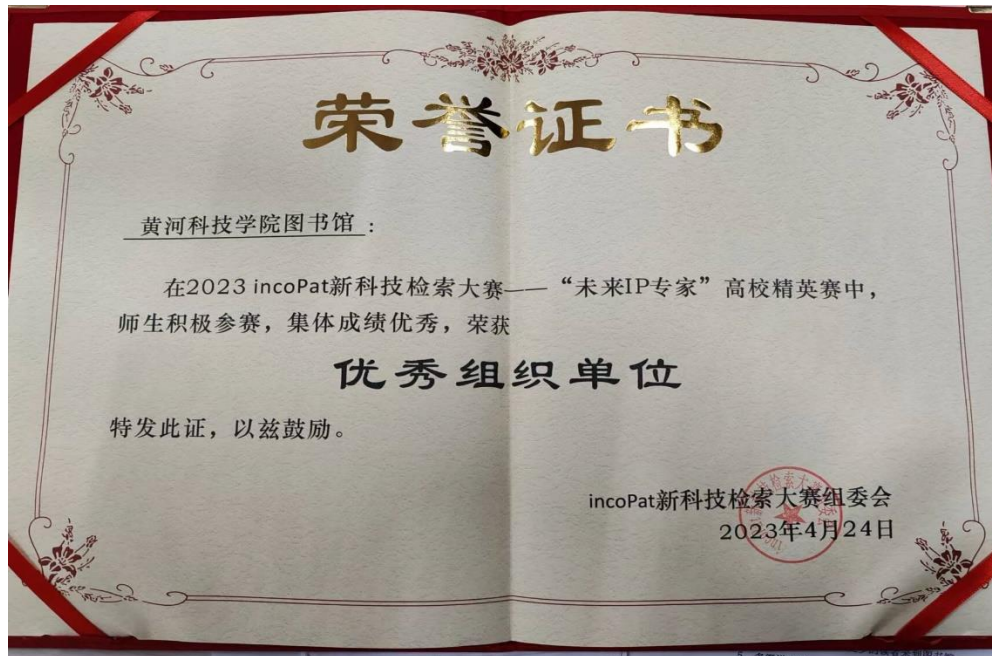 荣誉证书
黄河科技学院图书馆：
在2023 incoPat新科技检索大赛——“未来IP专家”高校精英赛中，
师生积极参赛，集体成绩优秀，荣获
优秀组织单位
特发此证，以兹鼓励。
incoPat新科技检索大赛组委会
2023年4月24日